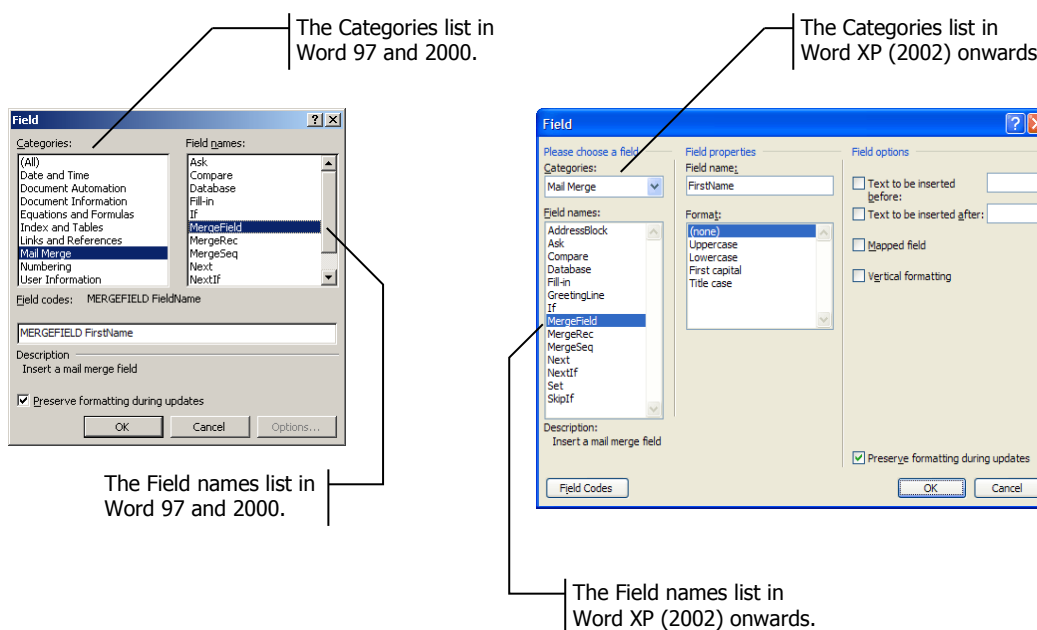 The Categories list in
Word 97 and 2000.
The Categories list in
Word XP (2002) onwards
Field
Categories:
(All)
Date and Time
Document Automation
Document Information
Equations and Formulas
Index and Tables
Links and References
Mail Merge
Numbering
User Information
Field names:
Ask
Compare
Database
Fill-in
If
MergeField
MergeRec
MergeSeq
Next
NextIf
Field codes: MERGEFIELD FieldName
MERGEFIELD FirstName
Description
Insert a mail merge field
Preserve formatting during updates
OK
Cancel
Options...
The Field names list in
Word 97 and 2000.
Field
Please choose a field
Categories:
Mail Merge
Field names:
AddressBlock
Ask
Compare
Database
Fill-in
GreetingLine
If
MergeField
MergeRec
MergeSeq
Next
NextIf
Set
SkipIf
Description:
Insert a mail merge field
Field Codes
Field properties
Field name:
FirstName
Format:
(none)
Uppercase
Lowercase
First capital
Title case
Field options
Text to be inserted
before:
Text to be inserted after:
Mapped field
Vertical formatting
Preserve formatting during updates
OK
Cancel
The Field names list in
Word XP (2002) onwards.